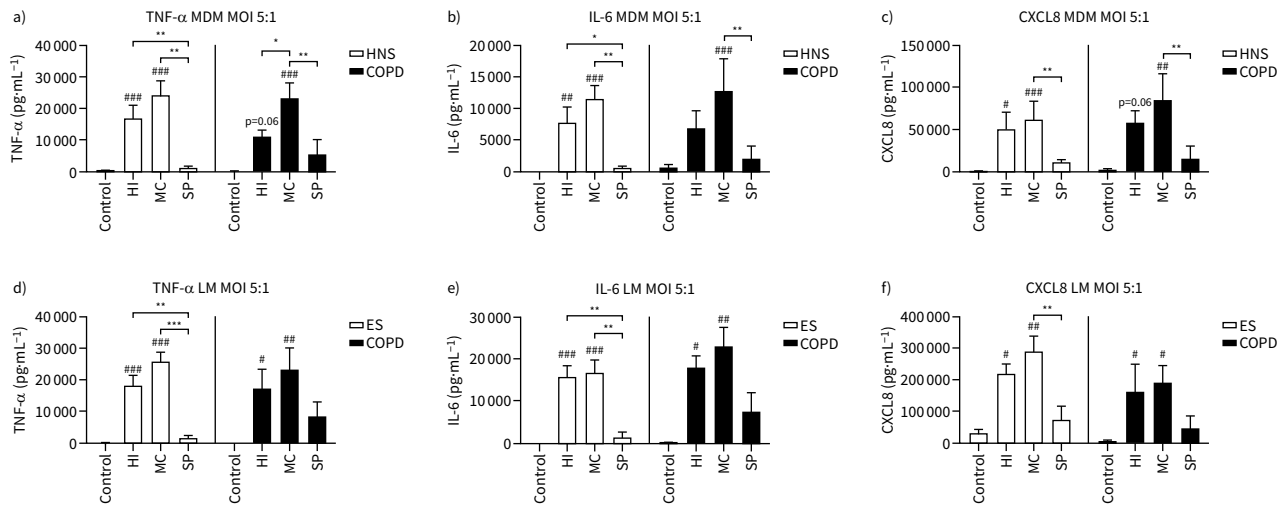 a) TNF-α MDM MOI 5:1
TNF-α (pg·mL−1)
40 000
30 000
20 000
10 000
0
** 
**
###
###
*
**
p=0.06
###
HNS
COPD
Control HI MC SP Control HI MC SP
b) IL-6 MDM MOI 5:1
IL-6 (pg·mL−1)
20 000
15 000
10 000
5000
0
*
**
##
###
**
###
Control HI MC SP Control HI MC SP
c) CXCL8 MDM MOI 5:1
CXCL8 (pg·mL−1)
150 000
100 000
50 000
0
**
#
###
**
p=0.06
##
HNS
COPD
Control HI MC SP Control HI MC SP
d) TNF-α LM MOI 5:1
TNF-α (pg·mL−1)
40 000
30 000
20 000
10 000
0
**
***
###
###
#
##
ES
COPD
Control HI MC SP Control HI MC SP
e) IL-6 LM MOI 5:1
IL-6 (pg·mL−1)
30 000
20 000
10 000
0
**
**
###
###
#
##
Control HI MC SP Control HI MC SP
f) CXCL8 LM MOI 5:1
CXCL8 (pg·mL−1)
400 000
300 000
200 000
100 000
0
**
#
##
#
#
ES
COPD
Control HI MC SP Control HI MC SP